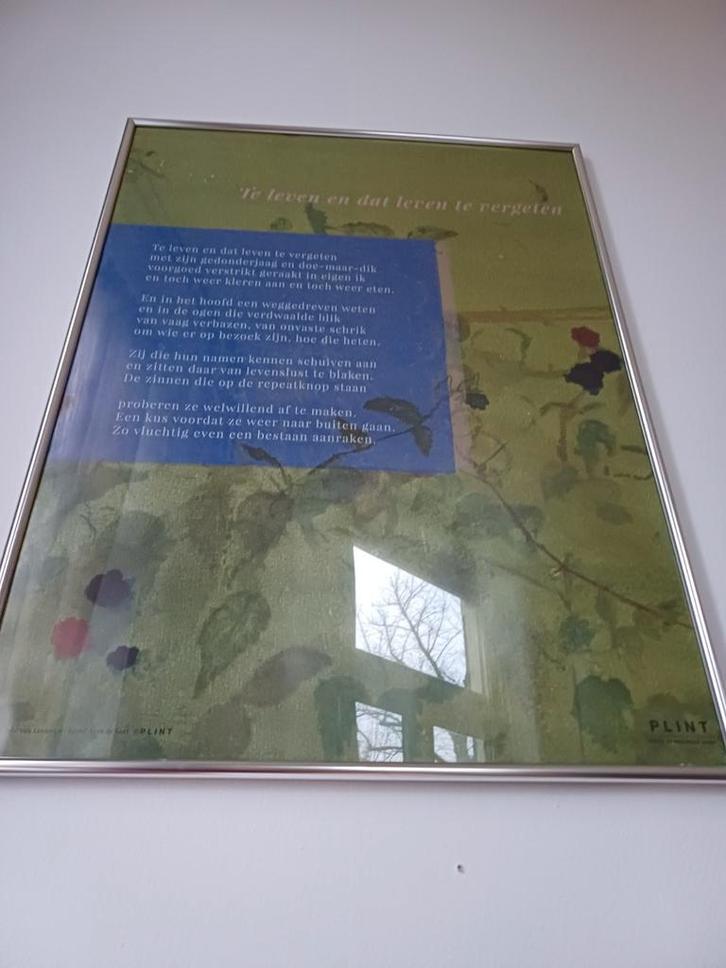 Te leven en dat leven te vergeten
Te leven en dat leven te vergeten
met zijn gedonderjaag en doe-maar-dik
voorgoed verstrikt geraakt in eigen ik
en toch weer kleren aan en toch weer eten.
En in het hoofd een weggedreven weten
en in de ogen die verdwaalde blik
van vaag verbazen, van onvaste schrik
om wie er op bezoek zijn, hoe die heten.
Zij die hun namen kennen schuiven aan
en zitten daar van levenslust te blaken.
De zinnen die op de repeatknop staan
proberen ze welwillend af te maken.
Een kus voordat ze weer naar buiten gaan.
Zo vluchtig even een bestaan aanraken.
©PLINT
PLINT